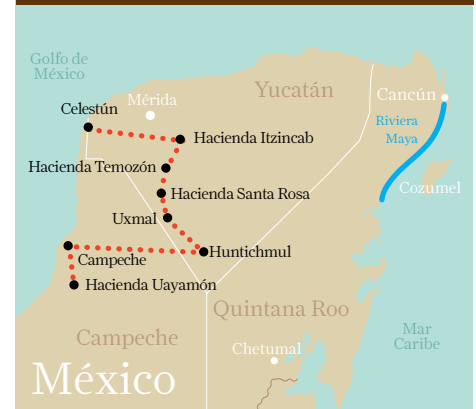 Golfo de
México
Yucatán
Cancún
Mérida
Celestún
Riviera
Maya
Hacienda Itzincab
Hacienda Temozón
Hacienda Santa Rosa
Cozumel
Uxmal
Huntichmul
Campeche
Hacienda Uayamón
Quintana Roo
Campeche
Mar
Caribe
Chetumal
México